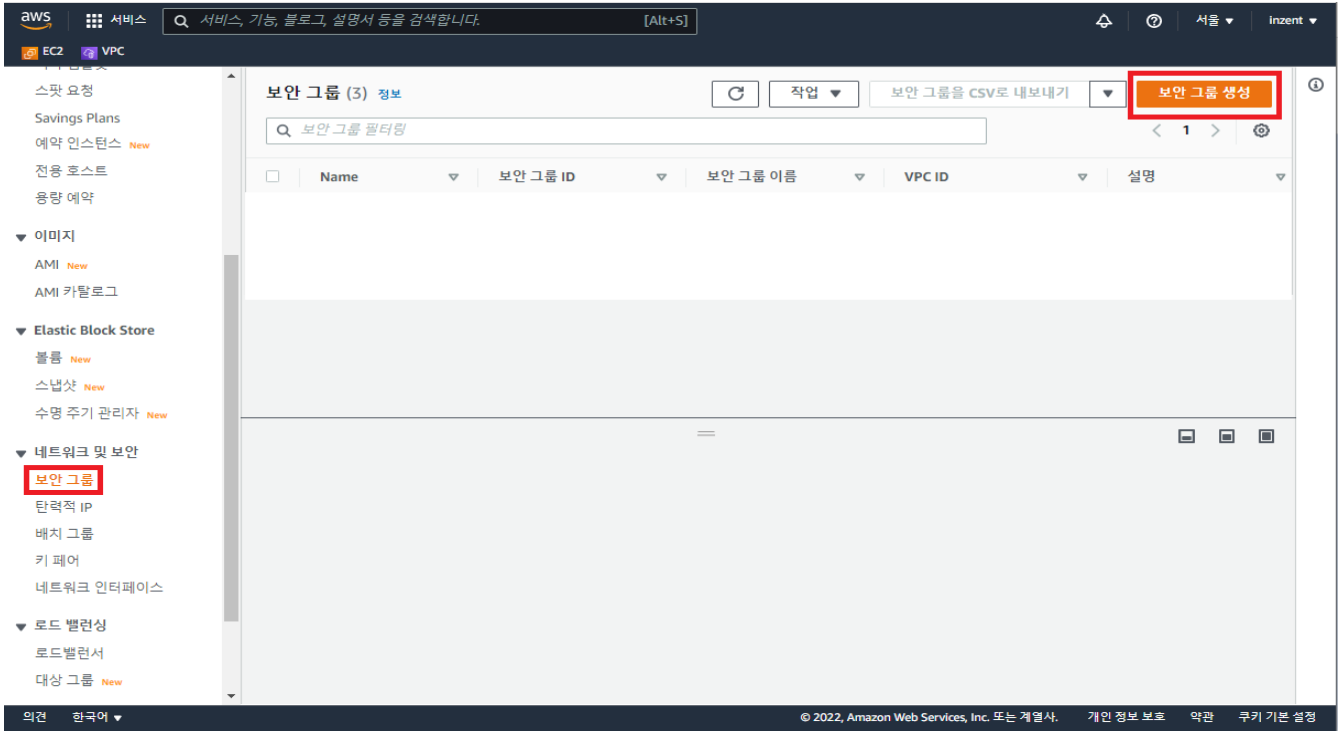 aws 서비스 서비스, 기능, 블로그, 설명서 등을 검색합니다. [Alt+S] 서울 ▼ inzent ▼
EC2 VPC
스팟 요청
Savings Plans
예약 인스턴스 New
전용 호스트
용량 예약
▼ 이미지
AMI New
AMI 카탈로그
▼ Elastic Block Store
볼륨 New
스냅샷 New
수명 주기 관리자 New
▼ 네트워크 및 보안
보안 그룹
탄력적 IP
배치 그룹
키 페어
네트워크 인터페이스
▼ 로드 밸런싱
로드밸런서
대상 그룹 New
보안 그룹 (3) 정보 작업 ▼ 보안 그룹을 CSV로 내보내기 ▼ 보안 그룹 생성
보안 그룹 필터링 < 1 >
Name 보안 그룹 ID 보안 그룹 이름 VPC ID 설명
의견 한국어 ▼ © 2022, Amazon Web Services, Inc. 또는 계열사. 개인 정보 보호 약관 쿠키 기본 설정